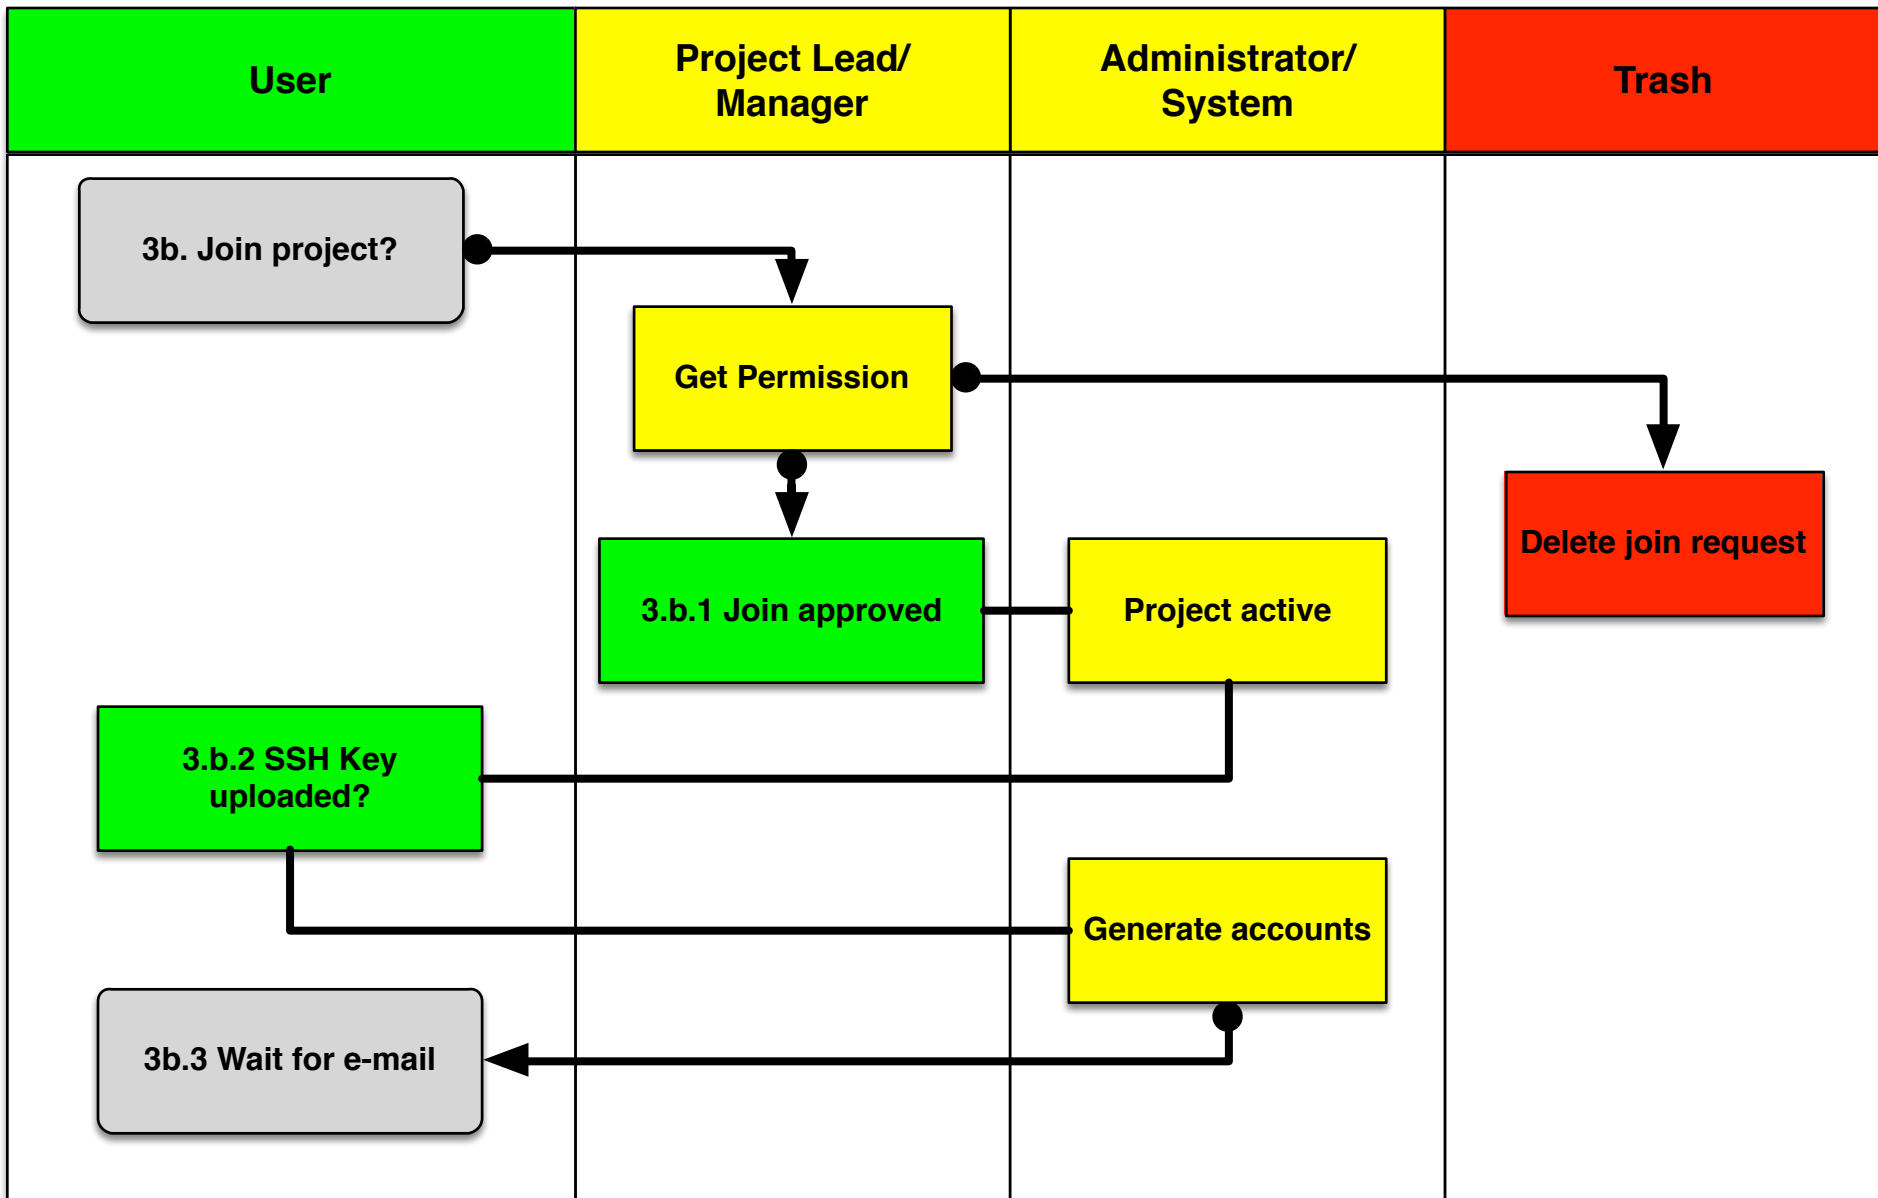 User
Project Lead/
Manager
Administrator/
System
Trash
3b. Join project?
Get Permission
Delete join request
3.b.1 Join approved
Project active
3.b.2 SSH Key
uploaded?
Generate accounts
3b.3 Wait for e-mail